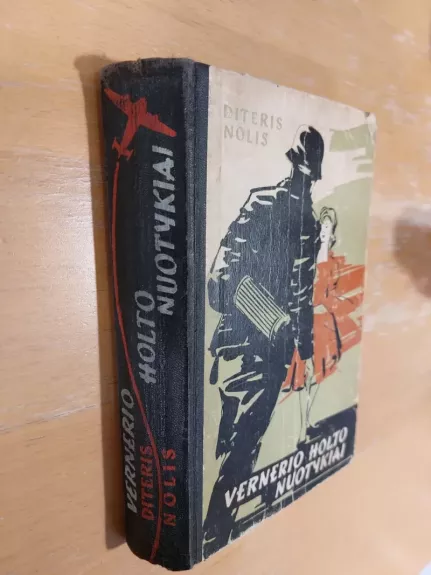 DITERIS
NOLIS
VERNERIO HOLTO
NUOTYKIAI
VERNERIO HOLTO
NUOTYKIAI
DITERIS
NOLIS